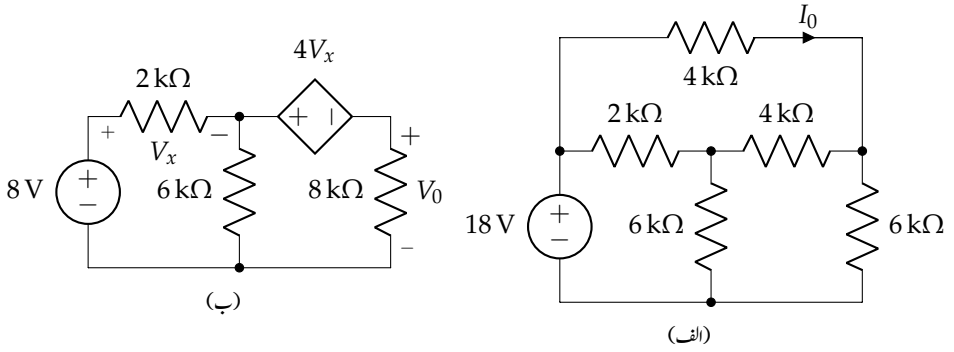 4Vₓ
2 kΩ
+ − + − +
Vₓ
8 V
+
−
6 kΩ
8 kΩ
V₀
−
(ب)
I₀
4 kΩ
2 kΩ
4 kΩ
18 V
+
−
6 kΩ
6 kΩ
(الف)